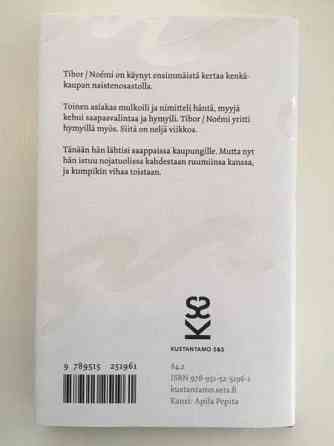 Tibor / Noémi on käynyt ensimmäistä kertaa kenkä-
kaupan naistenosastolla.
Toinen asiakas mulkoili ja nimitteli häntä, myyjä
kehui saapasvalintaa ja hymyili. Tibor / Noémi yritti
hymyillä myös. Siitä on neljä viikkoa.
Tänään hän lähtisi saappaissa kaupungille. Mutta nyt
hän istuu nojatuolissa kahdestaan ruumiinsa kanssa,
ja kumpikin vihaa toistaan.
K&S
KUSTANTAMO S&S
9 789515 251961
84.2
ISBN 978-951-52-5196-1
kustantamo.sets.fi
Kansi: Apila Pepita